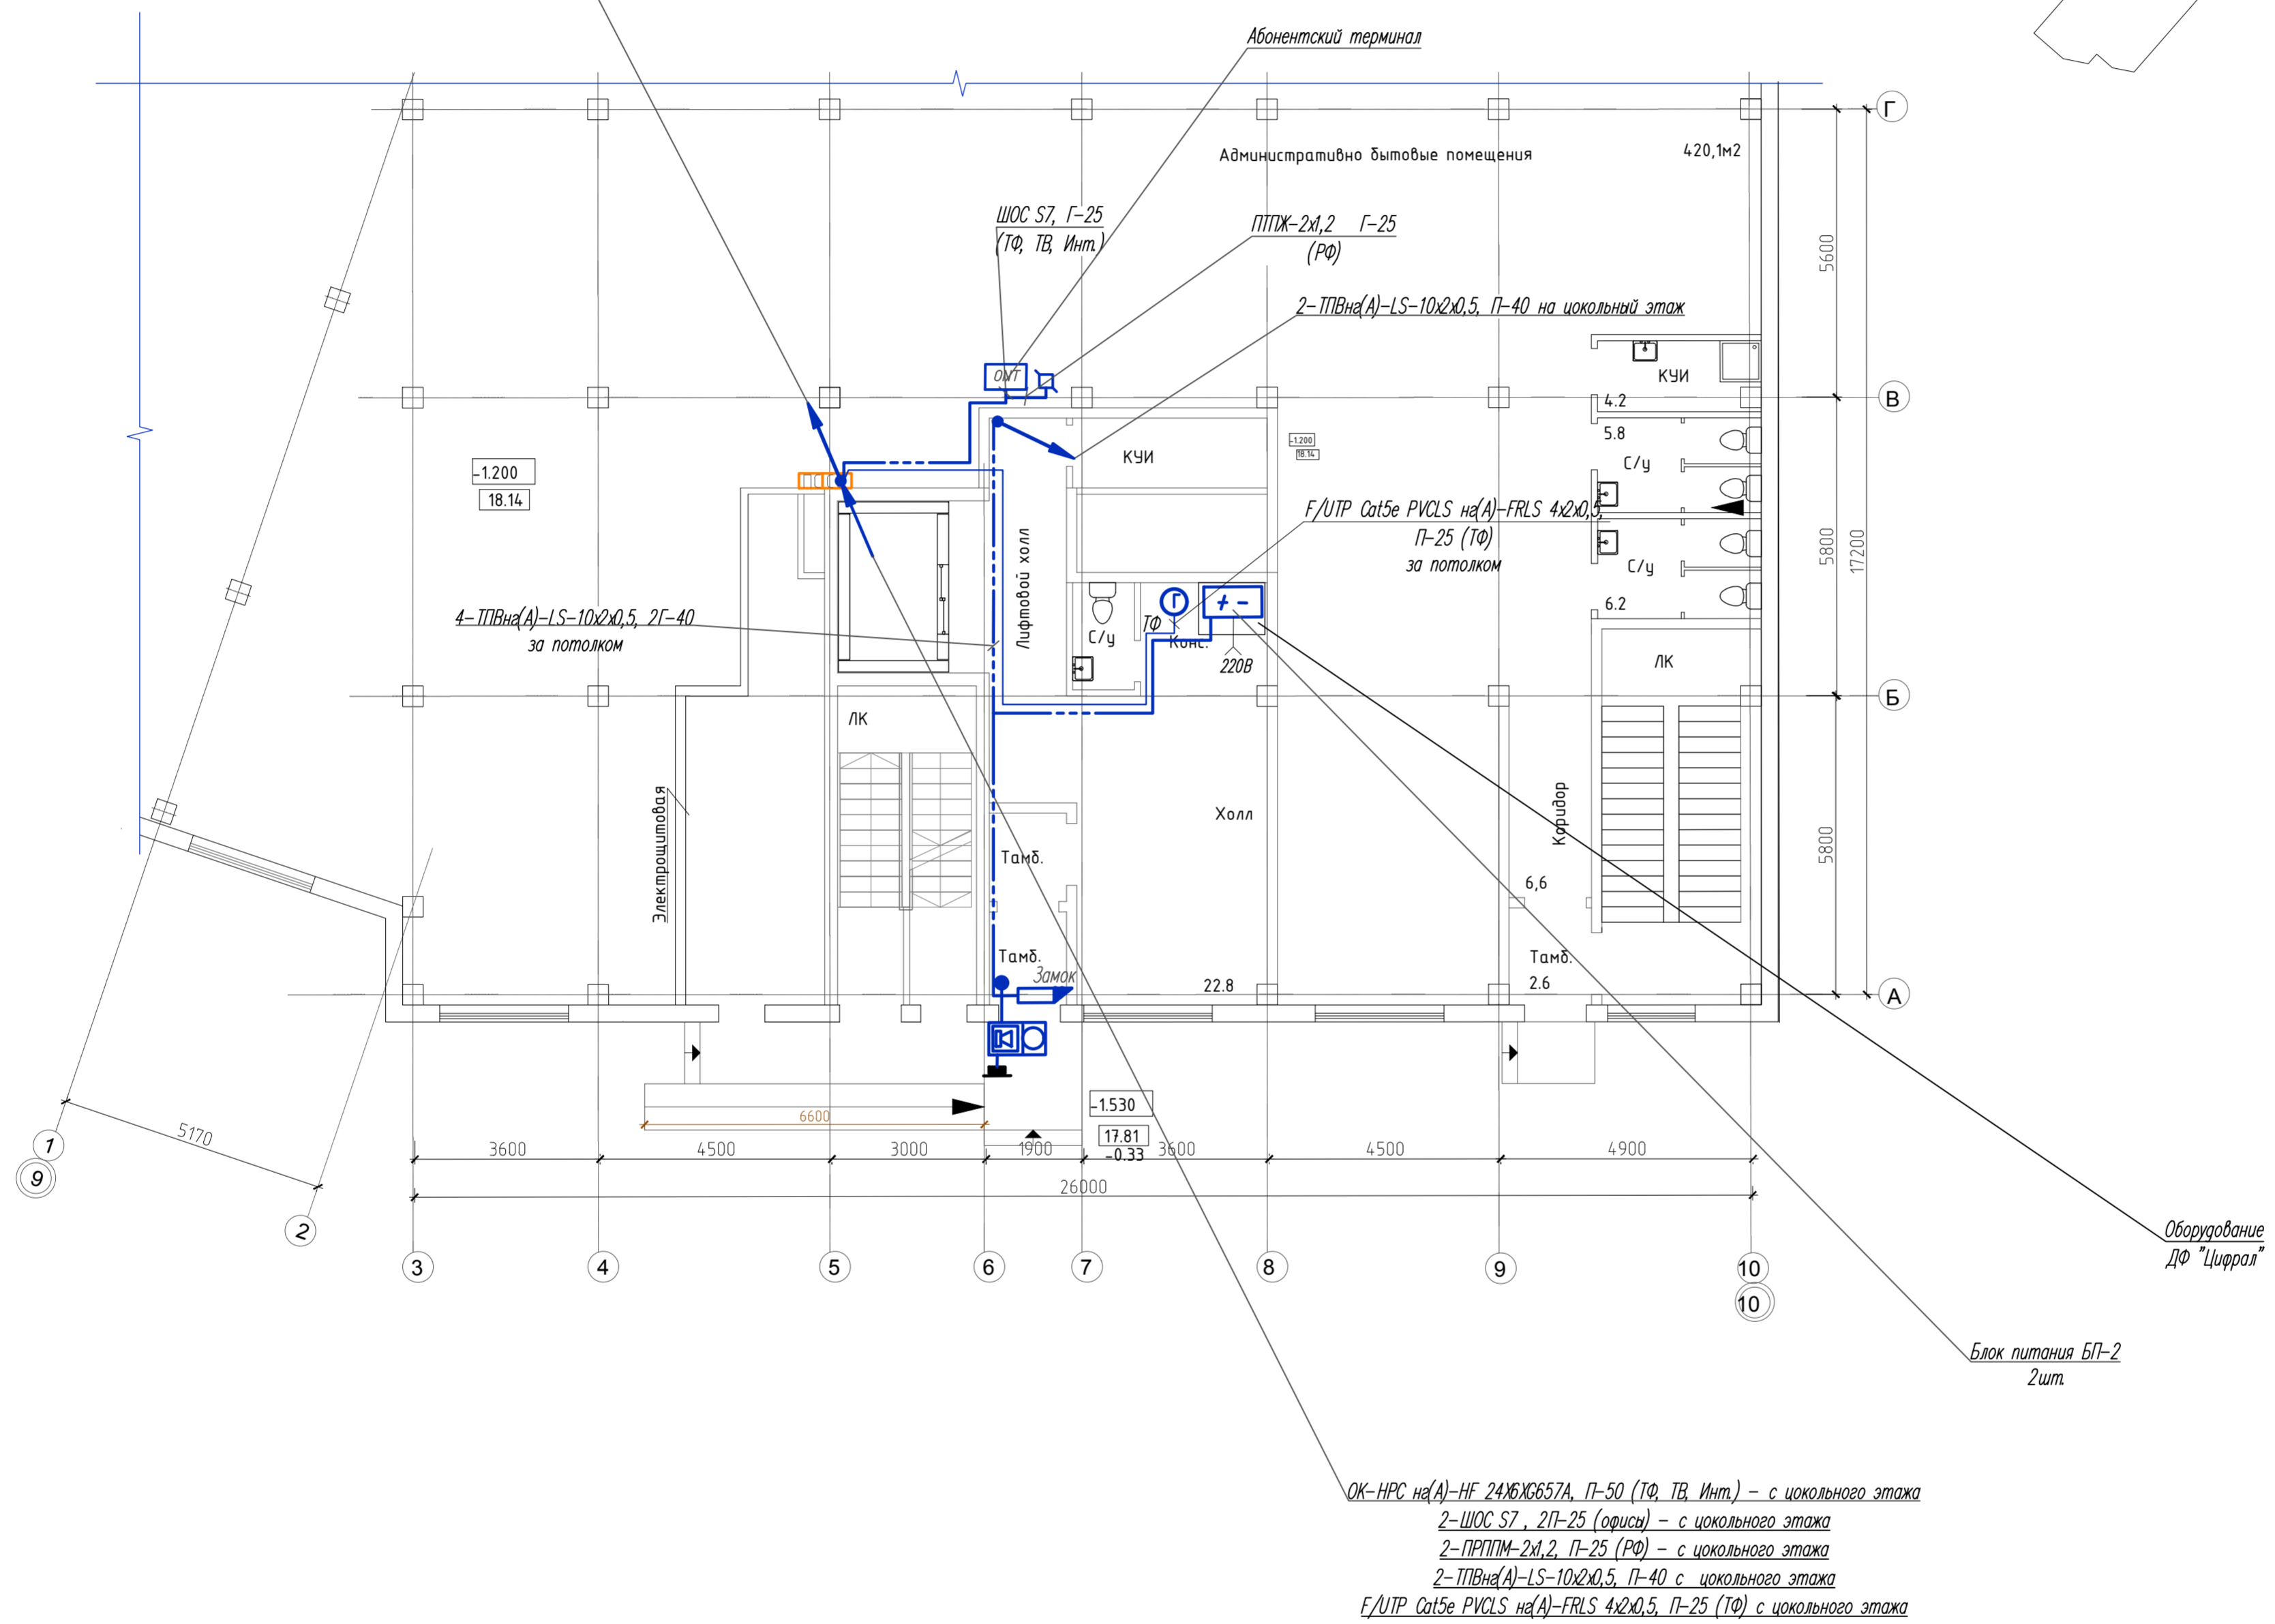 Абонентский терминал
Г
Административно бытовые помещения
420,1м2
ШОС S7, Г-25
(ТФ, ТВ, Инт.)
ПТПЖ-2х1,2 Г-25
(РФ)
5600
2-ТПВнг(А)-LS-10х2х0,5, П-40 на цокольный этаж
ONT
КУИ
4.2
В
5.8
-1.200
18.14
КУИ
-1.200
18.14
С/у
F/UTP Cat5e PVCLS нг(А)-FRLS 4х2х0,5,
П-25 (ТФ)
за потолком
5800
17200
Лифтовой холл
С/у
6.2
4-ТПВнг(А)-LS-10х2х0,5, 2Г-40
за потолком
Г
+ -
ТФ
С/у
Конс.
220В
ЛК
Б
ЛК
Электрощитовая
Холл
Коридор
5800
Тамб.
6,6
Тамб.
Замок
22.8
Тамб.
2.6
А
-1.530
6600
17.81
-0.33
5170
3600
4500
3000
1900
3600
4500
4900
26000
1
9
2
3
4
5
6
7
8
9
10
10
Оборудование
ДФ "Цифрал"
Блок питания БП-2
2шт.
ОК-НРС нг(А)-HF 24Х6ХG657А, П-50 (ТФ, ТВ, Инт.) - с цокольного этажа
2-ШОС S7 , 2П-25 (офисы) - с цокольного этажа
2-ПРППМ-2х1,2, П-25 (РФ) - с цокольного этажа
2-ТПВнг(А)-LS-10х2х0,5, П-40 с цокольного этажа
F/UTP Cat5e PVCLS нг(А)-FRLS 4х2х0,5, П-25 (ТФ) с цокольного этажа